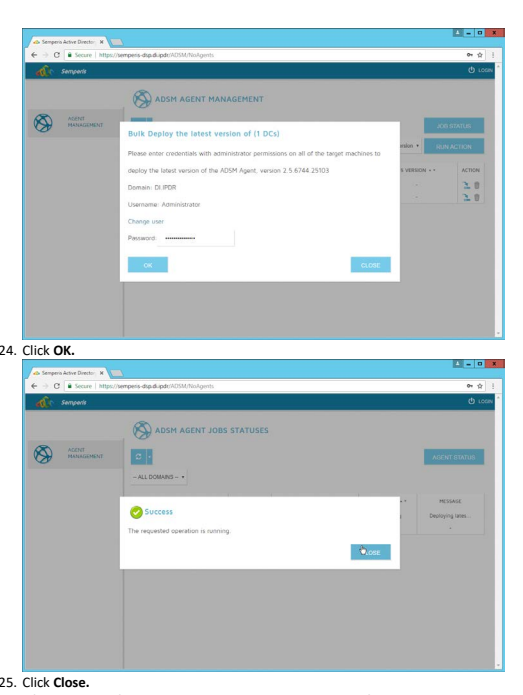 Semperis Active Director
Secure https://semperis-dsp.di.ipdr/ADSM/NoAgents
Semperis
LOGIN
ADSM AGENT MANAGEMENT
AGENT
MANAGEMENT
JOB STATUS
Bulk Deploy the latest version of (1 DCs)
RUN ACTION
Please enter credentials with administrator permissions on all of the target machines to
VERSION
ACTION
deploy the latest version of the ADSM Agent, version 2.5.6744.25103
Domain: DI.IPDR
Username: Administrator
Change user
Password:
OK
CLOSE
24. Click OK.
Semperis Active Director
Secure https://semperis-dsp.di.ipdr/ADSM/NoAgents
Semperis
LOGIN
ADSM AGENT JOBS STATUSES
AGENT
MANAGEMENT
AGENT STATUS
-- ALL DOMAINS --
MESSAGE
Success
Deploying lates...
The requested operation is running.
CLOSE
25. Click Close.